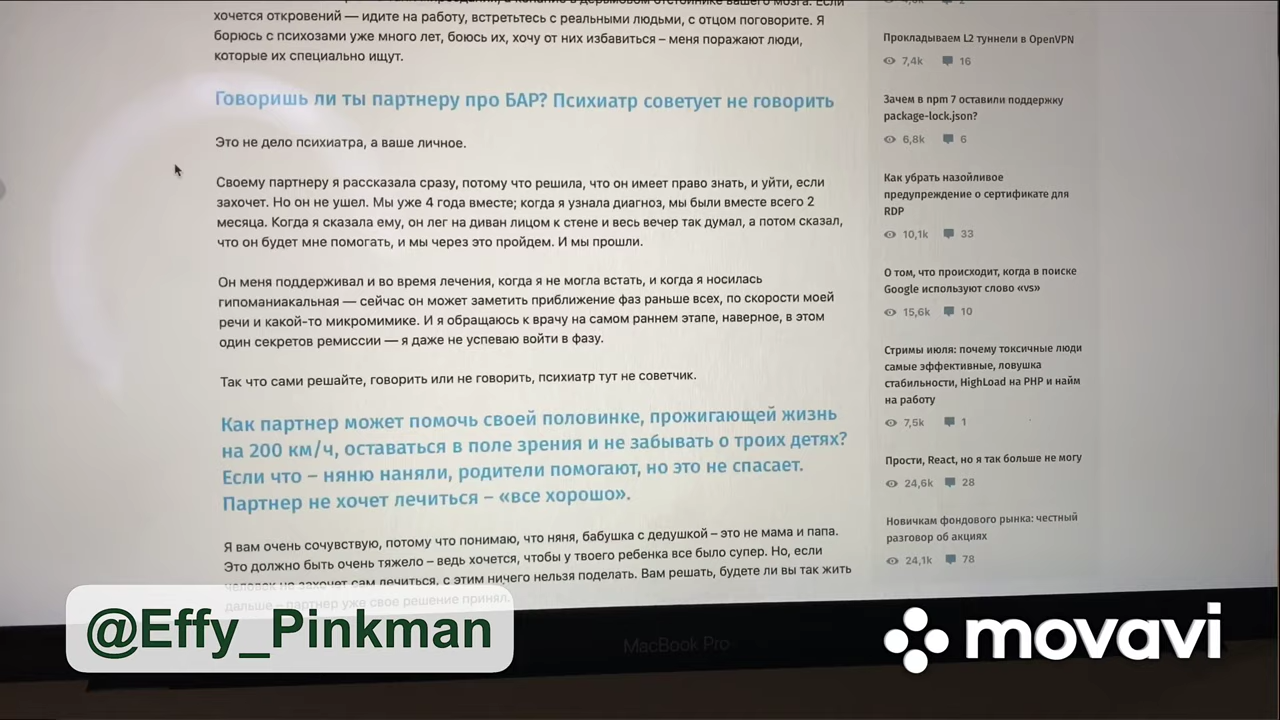 хочется откровений — идите на работу, встретьтесь с реальными людьми, с отцом поговорите. Я
борюсь с психозами уже много лет, боюсь их, хочу от них избавиться – меня поражают люди,
которые их специально ищут.
Говоришь ли ты партнеру про БАР? Психиатр советует не говорить
Это не дело психиатра, а ваше личное.
Своему партнеру я рассказала сразу, потому что решила, что он имеет право знать, и уйти, если
захочет. Но он не ушел. Мы уже 4 года вместе; когда я узнала диагноз, мы были вместе всего 2
месяца. Когда я сказала ему, он лег на диван лицом к стене и весь вечер так думал, а потом сказал,
что он будет мне помогать, и мы через это пройдем. И мы прошли.
Он меня поддерживал и во время лечения, когда я не могла встать, и когда я носилась
гипоманиакальная — сейчас он может заметить приближение фаз раньше всех, по скорости моей
речи и какой-то микромимике. И я обращаюсь к врачу на самом раннем этапе, наверное, в этом
один секретов ремиссии — я даже не успеваю войти в фазу.
Так что сами решайте, говорить или не говорить, психиатр тут не советчик.
Как партнер может помочь своей половинке, прожигающей жизнь
на 200 км/ч, оставаться в поле зрения и не забывать о троих детях?
Если что – няню наняли, родители помогают, но это не спасает.
Партнер не хочет лечиться – «все хорошо».
Я вам очень сочувствую, потому что понимаю, что няня, бабушка с дедушкой – это не мама и папа.
Это должно быть очень тяжело – ведь хочется, чтобы у твоего ребенка все было супер. Но, если
человек не захочет сам лечиться, с этим ничего нельзя поделать. Вам решать, будете ли вы так жить
дальше – партнер уже свое решение принял.
Прокладываем L2 туннели в OpenVPN
7,4k 16
Зачем в npm 7 оставили поддержку
package-lock.json?
6,8k 6
Как убрать назойливое
предупреждение о сертификате для
RDP
10,1k 33
О том, что происходит, когда в поиске
Google используют слово «vs»
15,6k 10
Стримы июля: почему токсичные люди
самые эффективные, ловушка
стабильности, HighLoad на PHP и найм
на работу
7,5k 1
Прости, React, но я так больше не могу
24,6k 28
Новичкам фондового рынка: честный
разговор об акциях
24,1k 78
MacBook Pro
@Effy_Pinkman
movavi